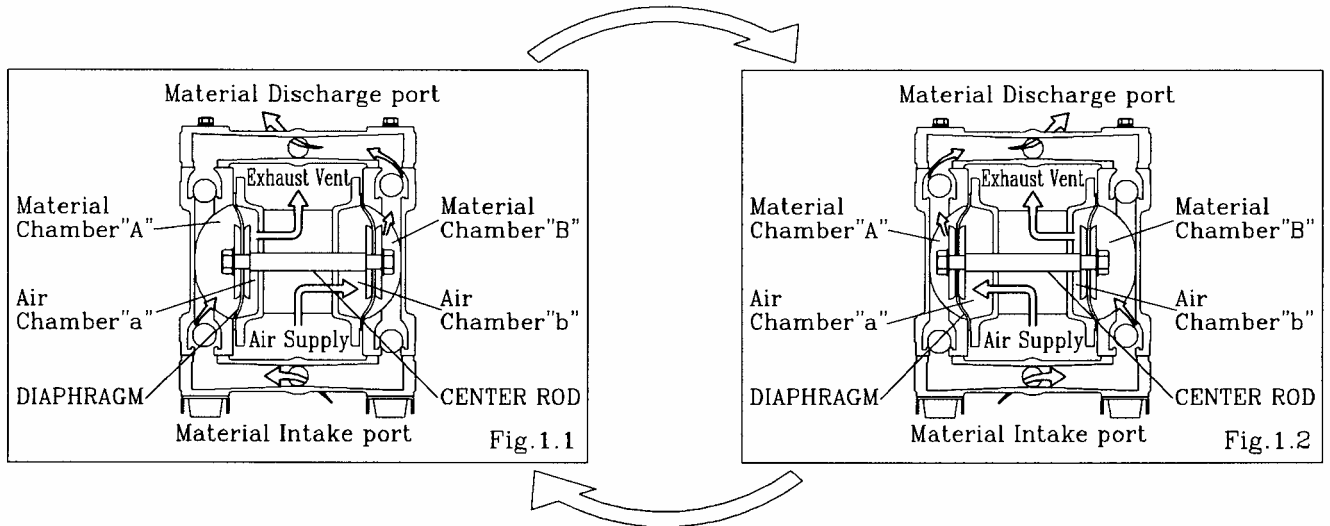 Material Discharge port
Exhaust Vent
Material
Chamber"A"
Material
Chamber"B"
Air
Chamber"a"
Air
Chamber"b"
Air Supply
DIAPHRAGM
CENTER ROD
Material Intake port
Fig.1.1
Material Discharge port
Exhaust Vent
Material
Chamber"A"
Material
Chamber"B"
Air
Chamber"a"
Air
Chamber"b"
Air Supply
DIAPHRAGM
CENTER ROD
Material Intake port
Fig.1.2